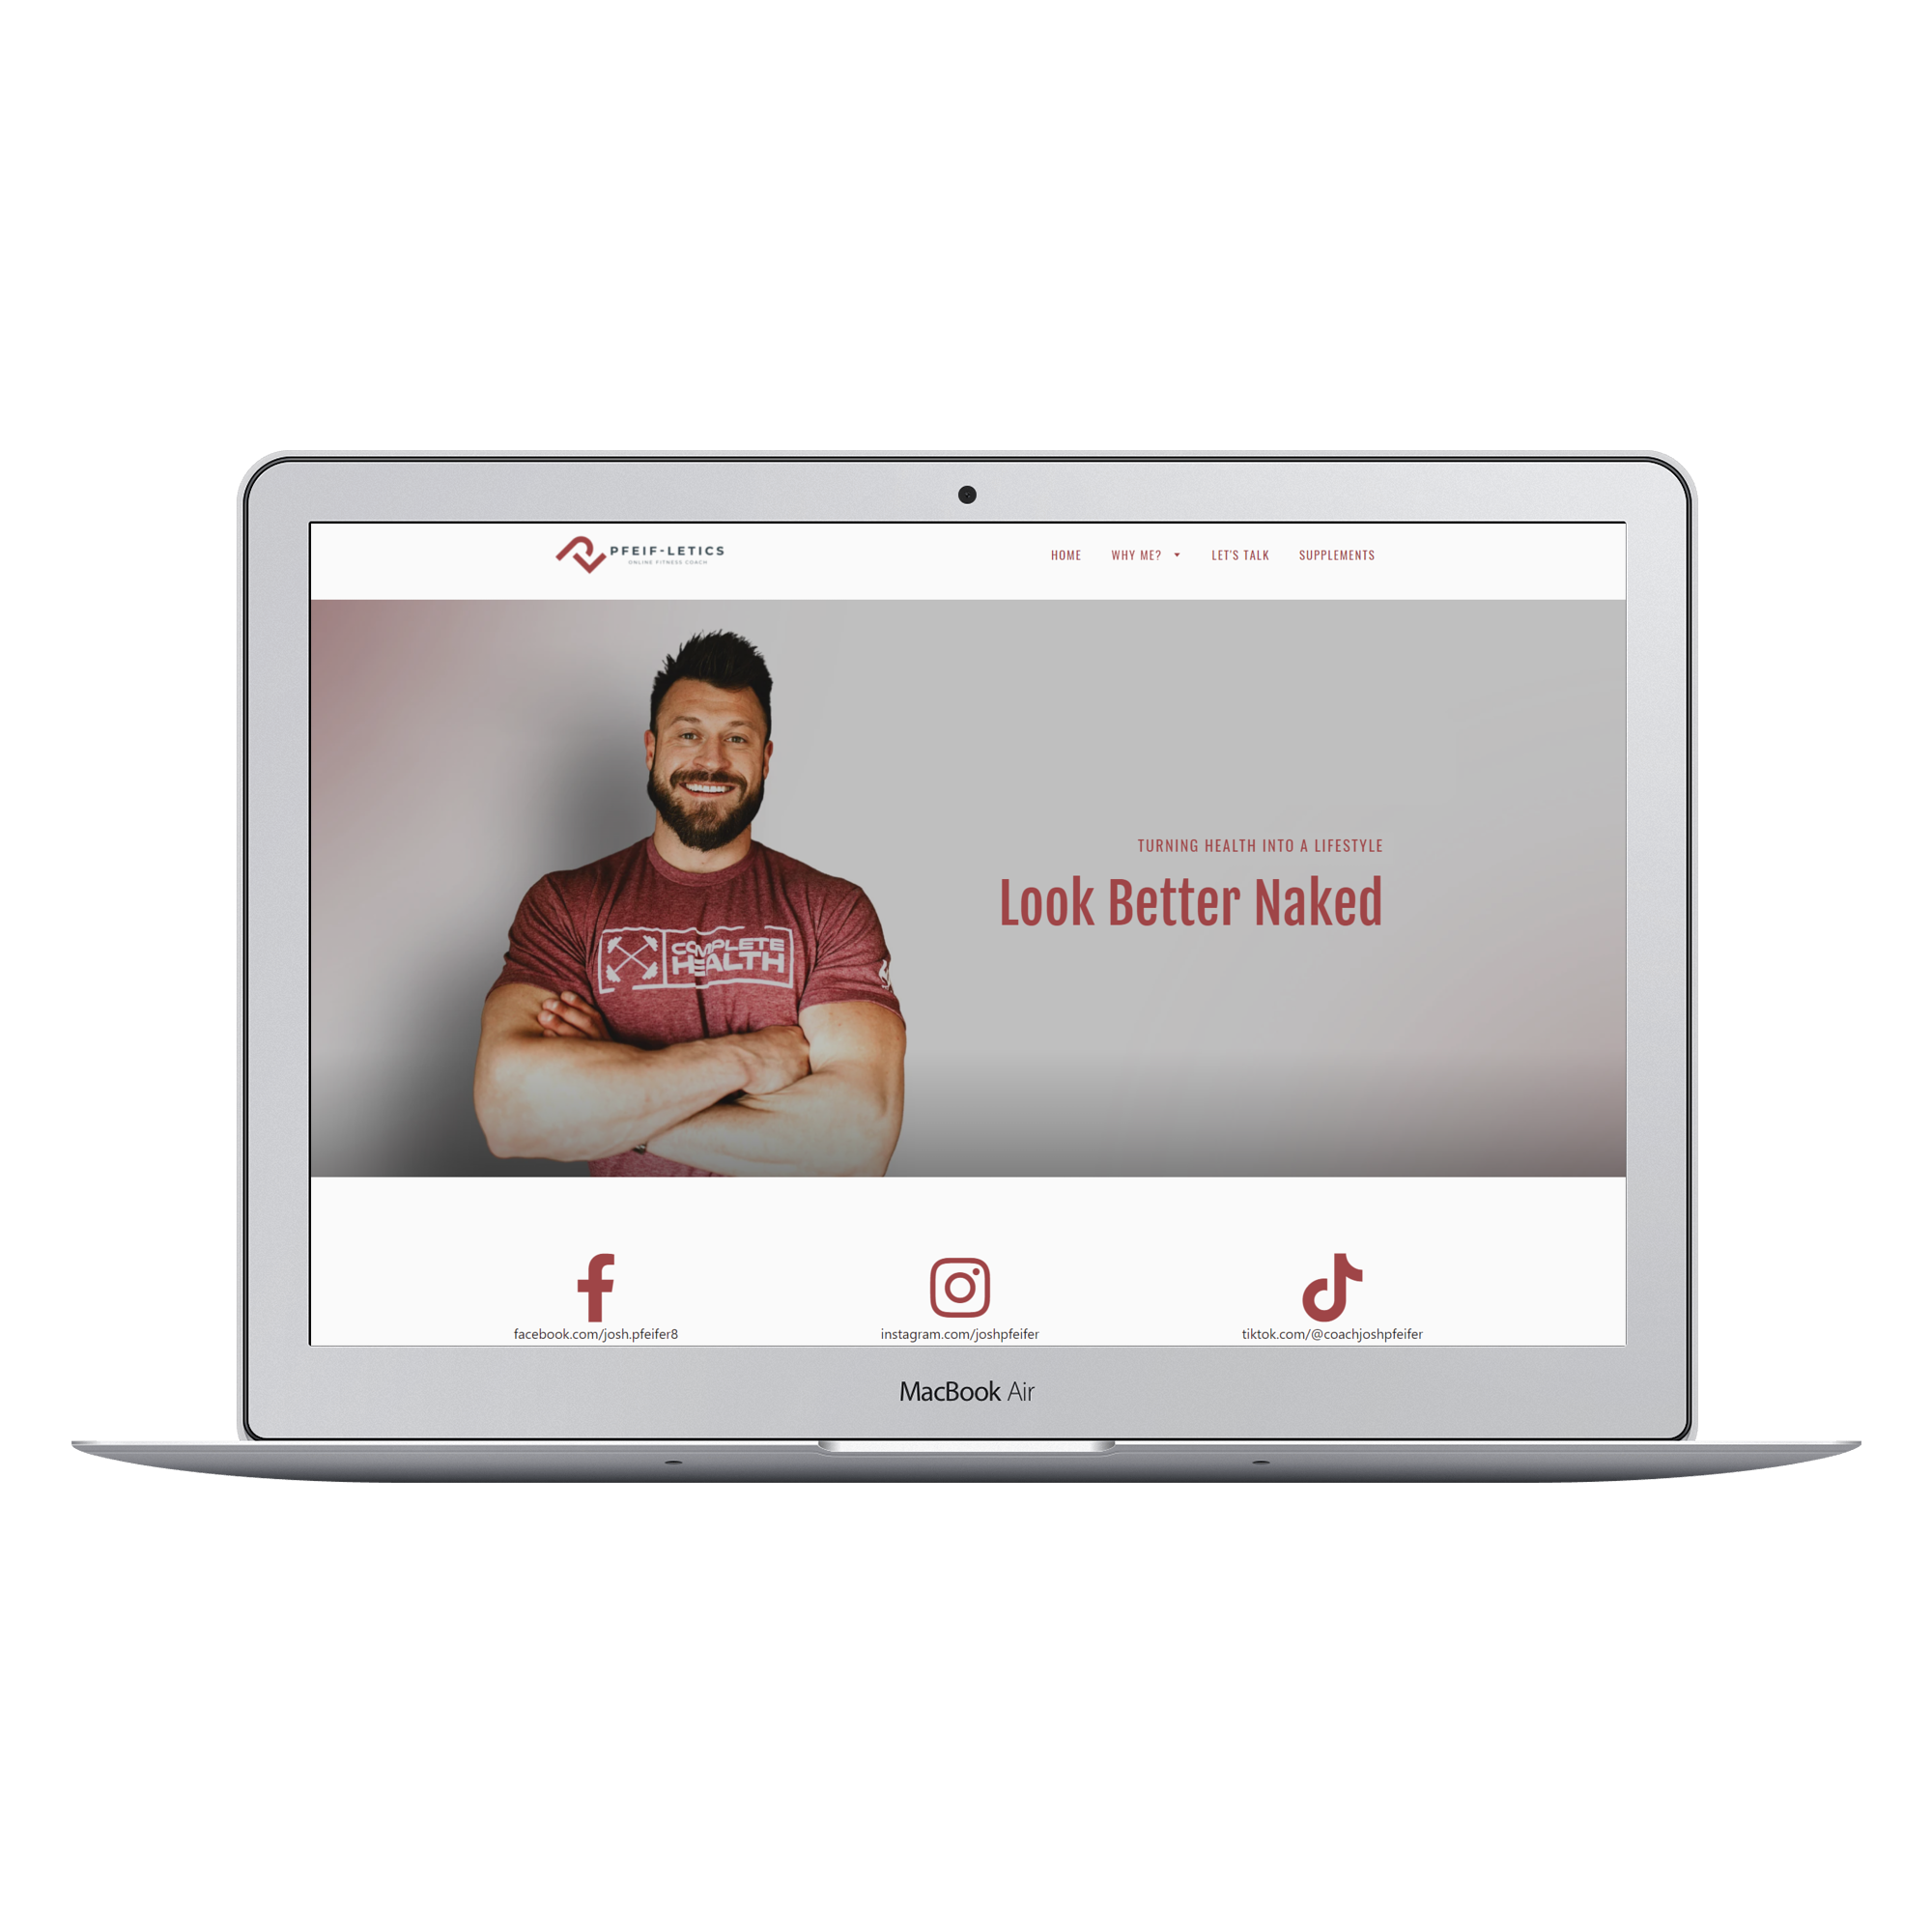 PFEIF-LETICS
ONLINE FITNESS COACH
HOME WHY ME? LET'S TALK SUPPLEMENTS
TURNING HEALTH INTO A LIFESTYLE
Look Better Naked
COMPLETE
HEALTH
facebook.com/josh.pfeifer8
instagram.com/joshpfeifer
tiktok.com/@coachjoshpfeifer
MacBook Air